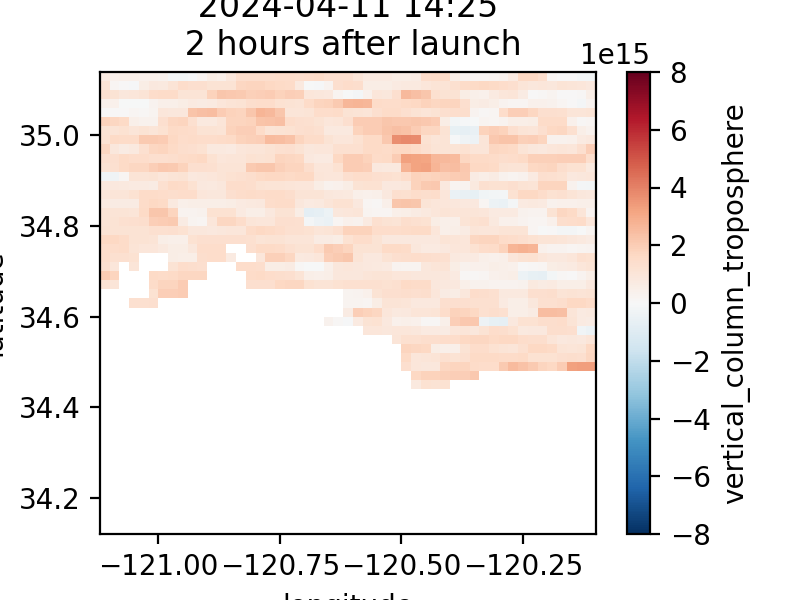 2024-04-11 14:25
2 hours after launch
1e15
8
6
4
2
0
−2
−4
−6
−8
vertical_column_troposphere
35.0
34.8
34.6
34.4
34.2
−121.00 −120.75 −120.50 −120.25
longitude
latitude